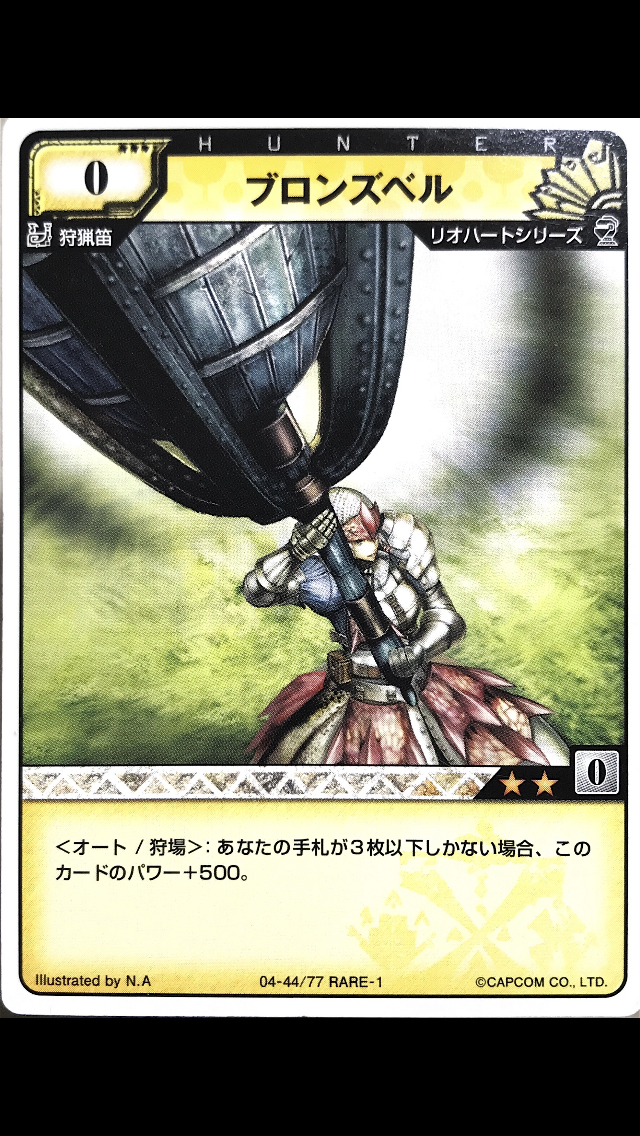 HUNTER
0
ブロンズベル
狩猟笛
リオハートシリーズ
0
<オート / 狩場>：あなたの手札が3枚以下しかない場合、この
カードのパワー+500。
Illustrated by N.A
04-44/77 RARE-1
©CAPCOM CO., LTD.